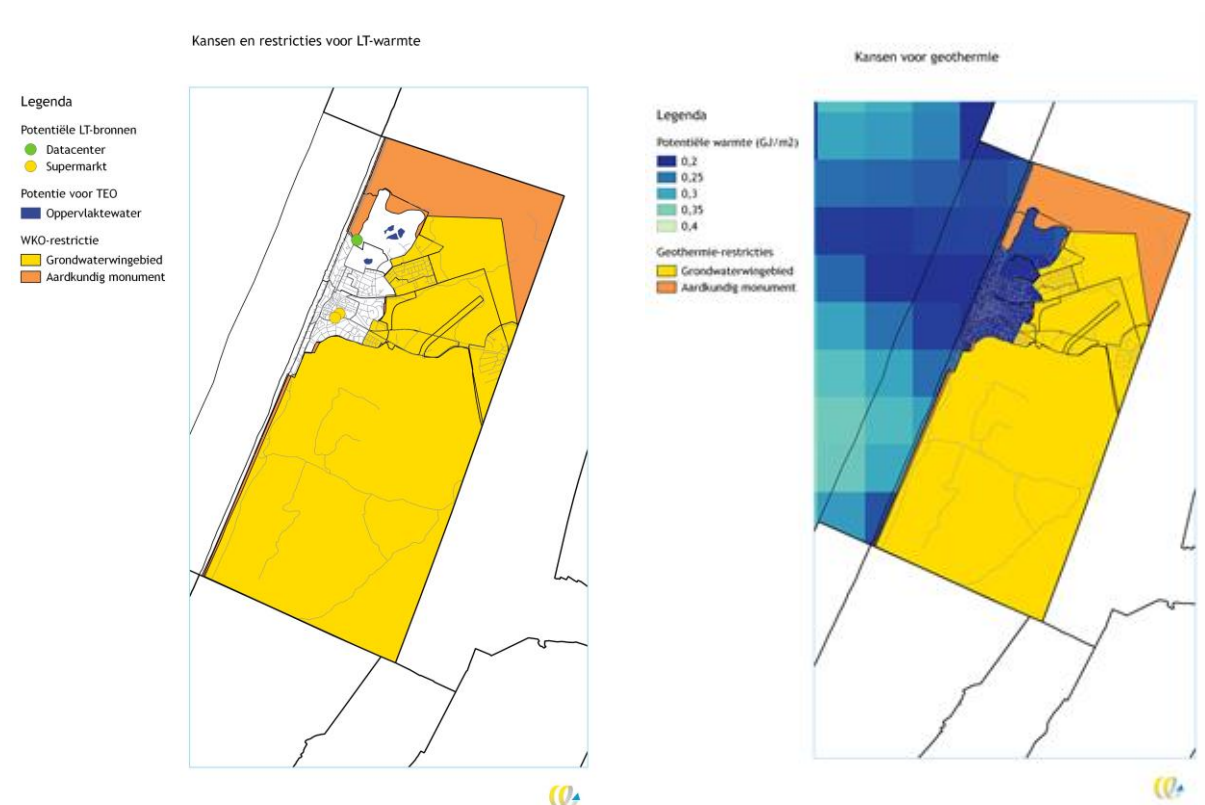 Kansen en restricties voor LT-warmte
Legenda
Potentiële LT-bronnen
Datacenter
Supermarkt
Potentie voor TEO
Oppervlaktewater
WKO-restrictie
Grondwaterwingebied
Aardkundig monument
Kansen voor geothermie
Legenda
Potentiële warmte (GJ/m2)
0,2
0,25
0,3
0,35
0,4
Geothermie-restricties
Grondwaterwingebied
Aardkundig monument